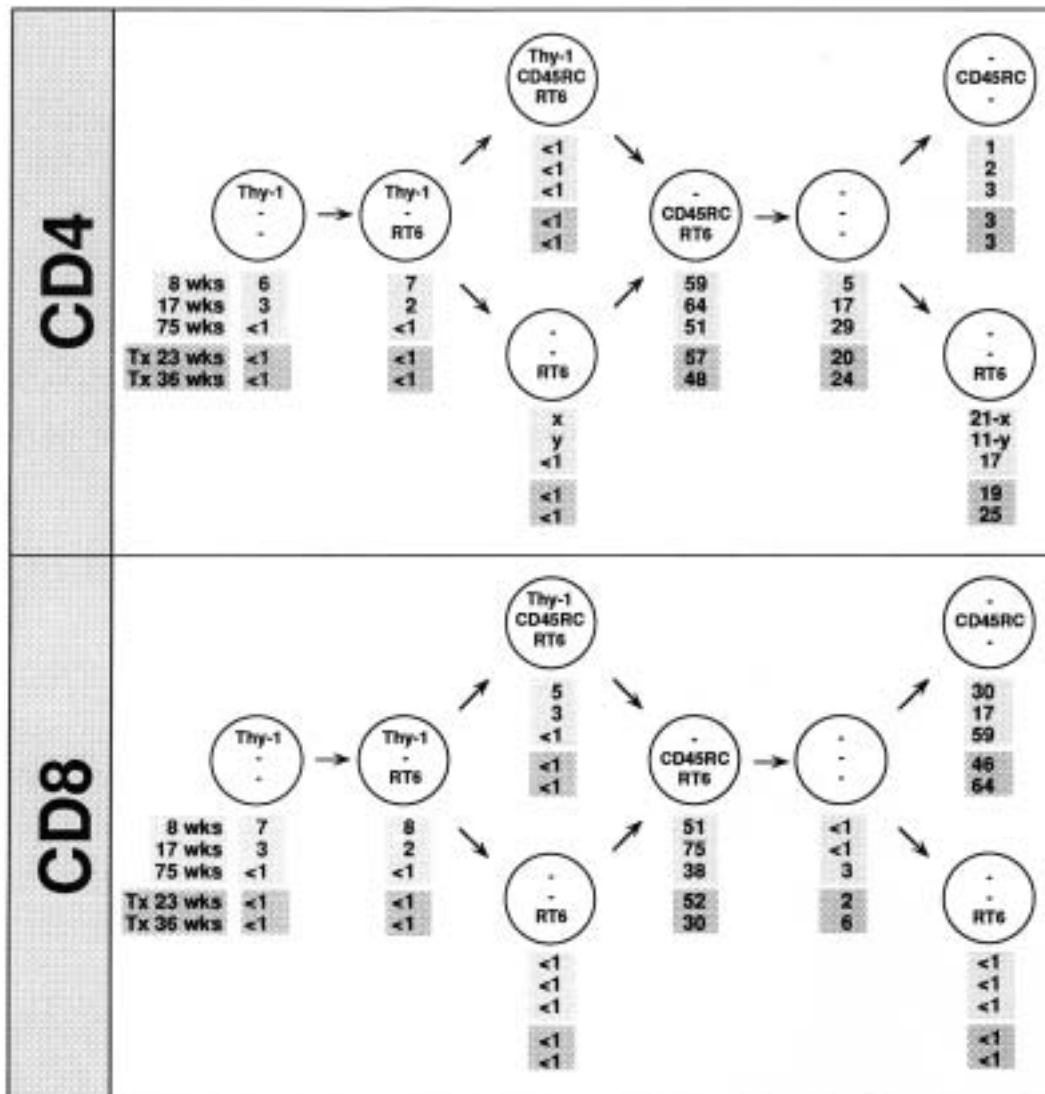 CD4
Thy-1
CD45RC
RT6
<1
<1
<1
<1
<1
-
CD45RC
-
1
2
3
3
3
Thy-1
-
-
Thy-1
-
RT6
-
CD45RC
RT6
-
-
-
8 wks 6 7 59 5
17 wks 3 2 64 17
75 wks <1 <1 51 29
Tx 23 wks <1 <1 57 20
Tx 36 wks <1 <1 48 24
-
-
RT6
x
y
<1
<1
<1
-
-
RT6
21-x
11-y
17
19
25
CD8
Thy-1
CD45RC
RT6
5
3
<1
<1
<1
-
CD45RC
-
30
17
59
46
64
Thy-1
-
-
Thy-1
-
RT6
-
CD45RC
RT6
-
-
-
8 wks 7 8 51 <1
17 wks 3 2 75 <1
75 wks <1 <1 38 3
Tx 23 wks <1 <1 52 2
Tx 36 wks <1 <1 30 6
-
-
RT6
<1
<1
<1
<1
<1
-
-
RT6
<1
<1
<1
<1
<1